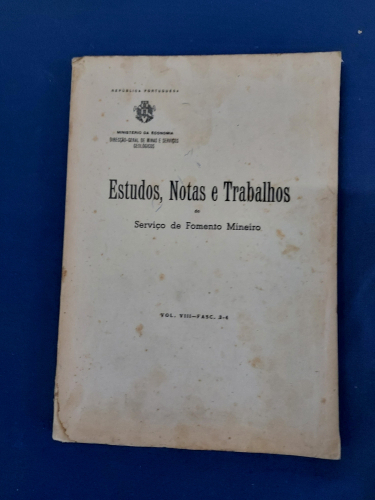 REPÚBLICA PORTUGUESA
MINISTÉRIO DA ECONOMIA
DIRECÇÃO-GERAL DE MINAS E SERVIÇOS
GEOLÓGICOS
Estudos, Notas e Trabalhos
do
Serviço de Fomento Mineiro
VOL. VIII—FASC. 3-4